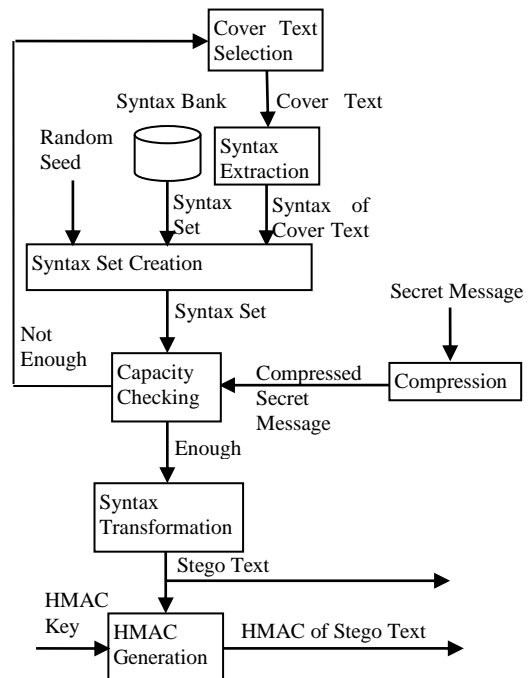 Cover Text
Selection
Syntax Bank
Cover Text
Random
Seed
Syntax
Extraction
Syntax
Set
Syntax of
Cover Text
Syntax Set Creation
Syntax Set
Secret Message
Not
Enough
Capacity
Checking
Compressed
Secret
Message
Compression
Enough
Syntax
Transformation
Stego Text
HMAC
Key
HMAC
Generation
HMAC of Stego Text